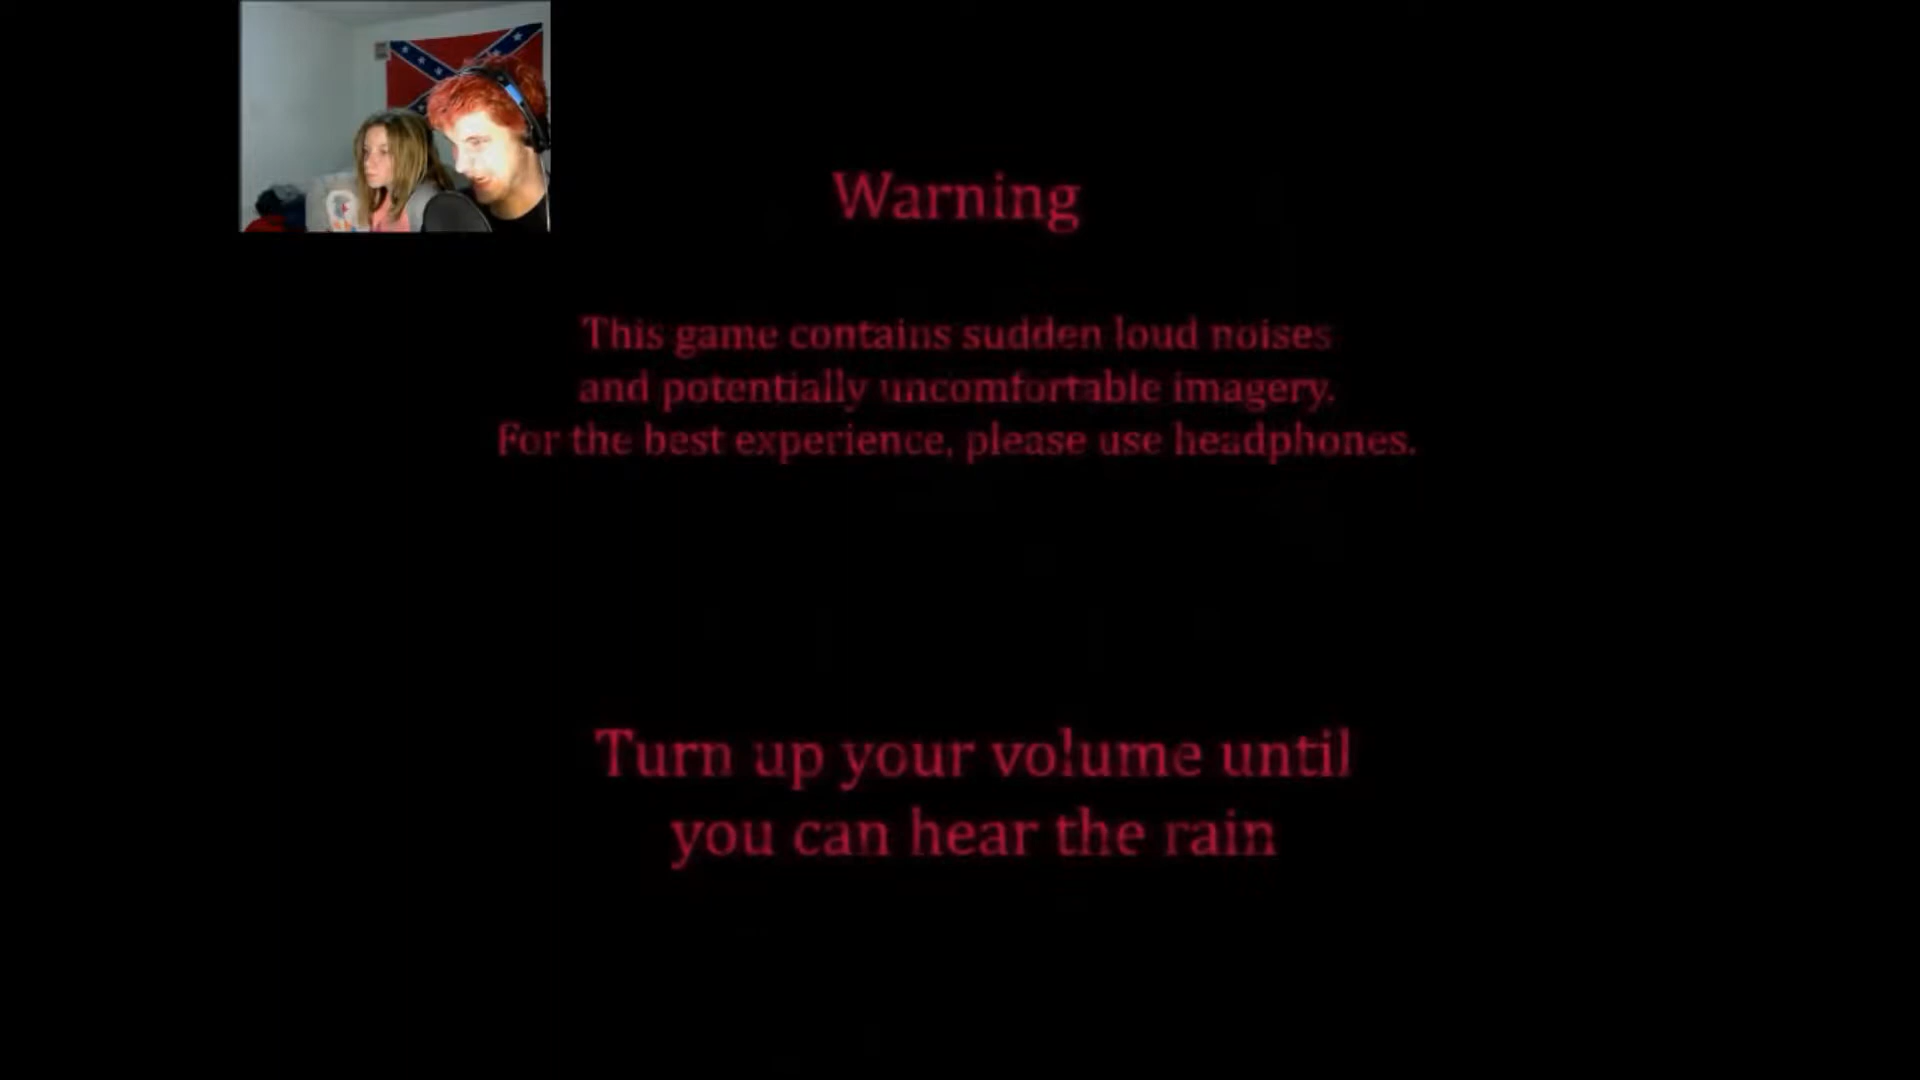 Warning
This game contains sudden loud noises
and potentially uncomfortable imagery.
For the best experience, please use headphones.
Turn up your volume until
you can hear the rain